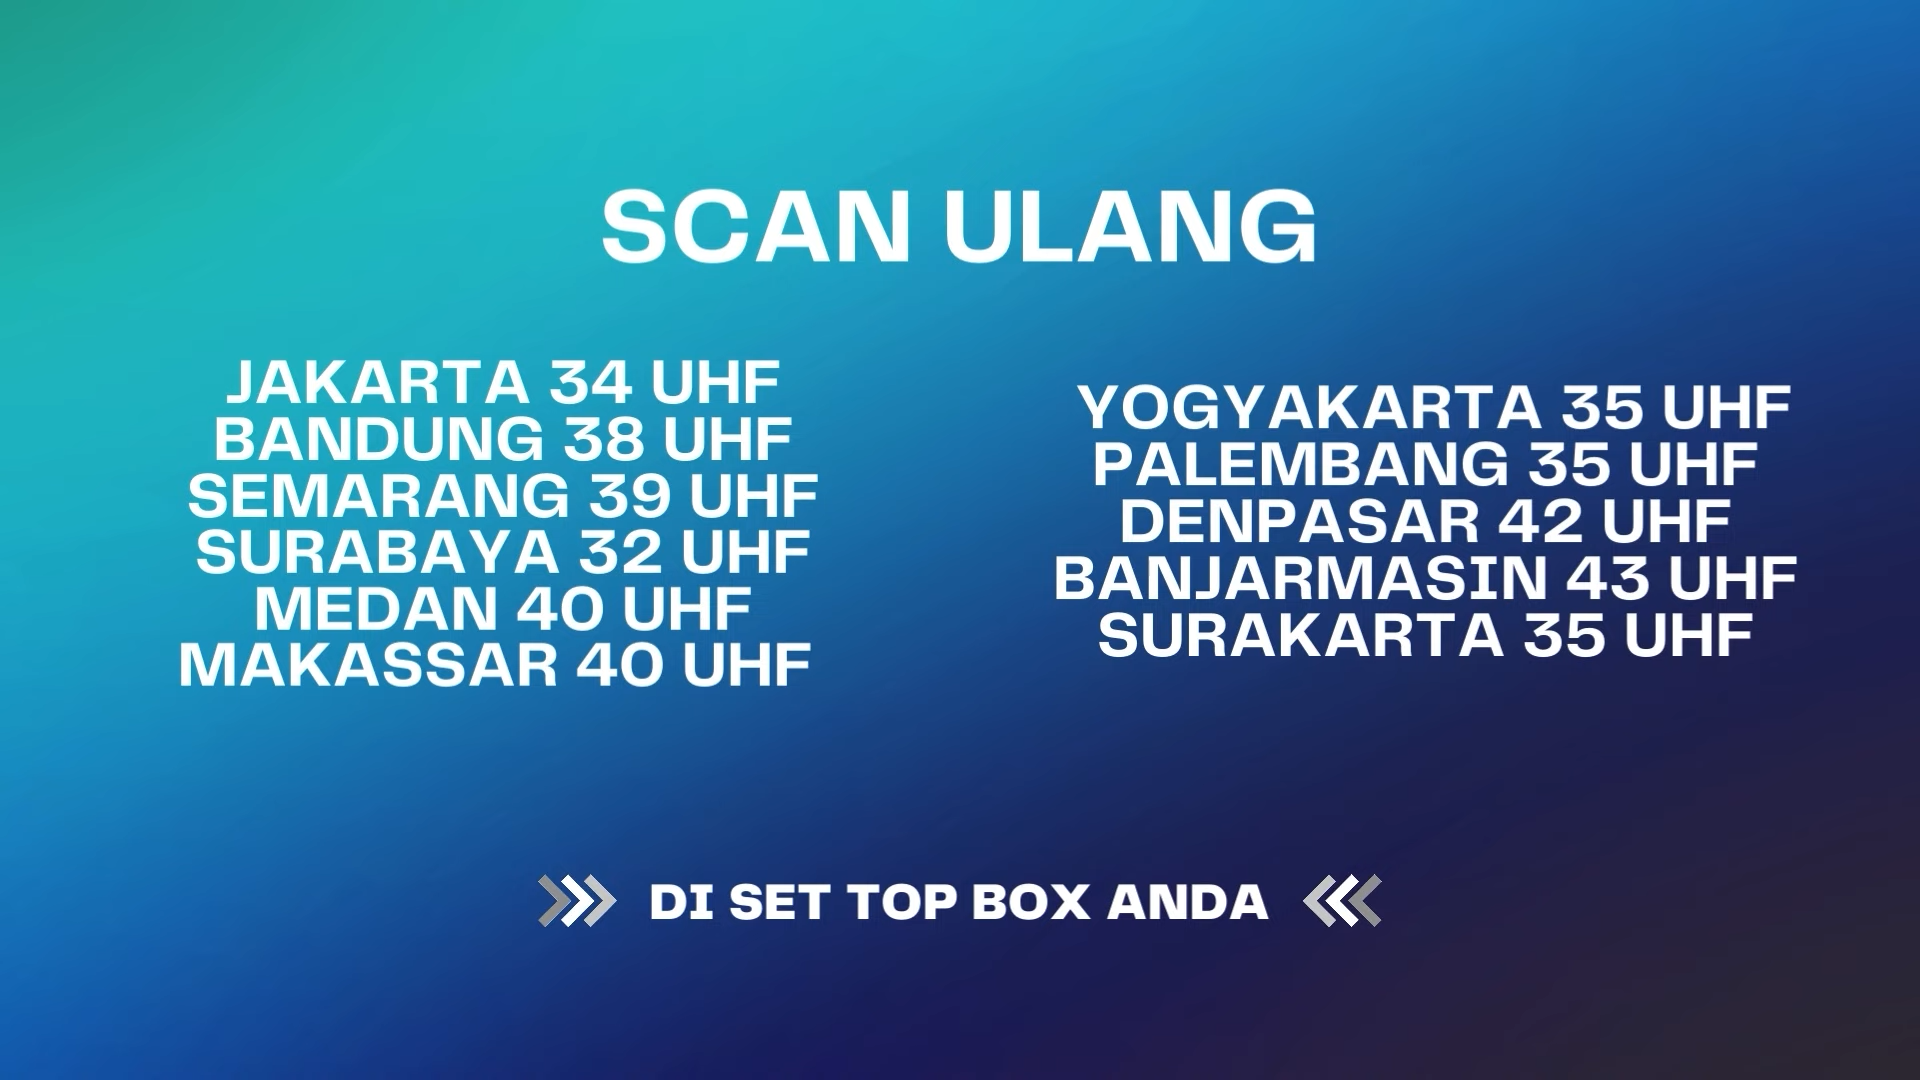 SCAN ULANG
JAKARTA 34 UHF
BANDUNG 38 UHF
SEMARANG 39 UHF
SURABAYA 32 UHF
MEDAN 40 UHF
MAKASSAR 40 UHF
YOGYAKARTA 35 UHF
PALEMBANG 35 UHF
DENPASAR 42 UHF
BANJARMASIN 43 UHF
SURAKARTA 35 UHF
DI SET TOP BOX ANDA